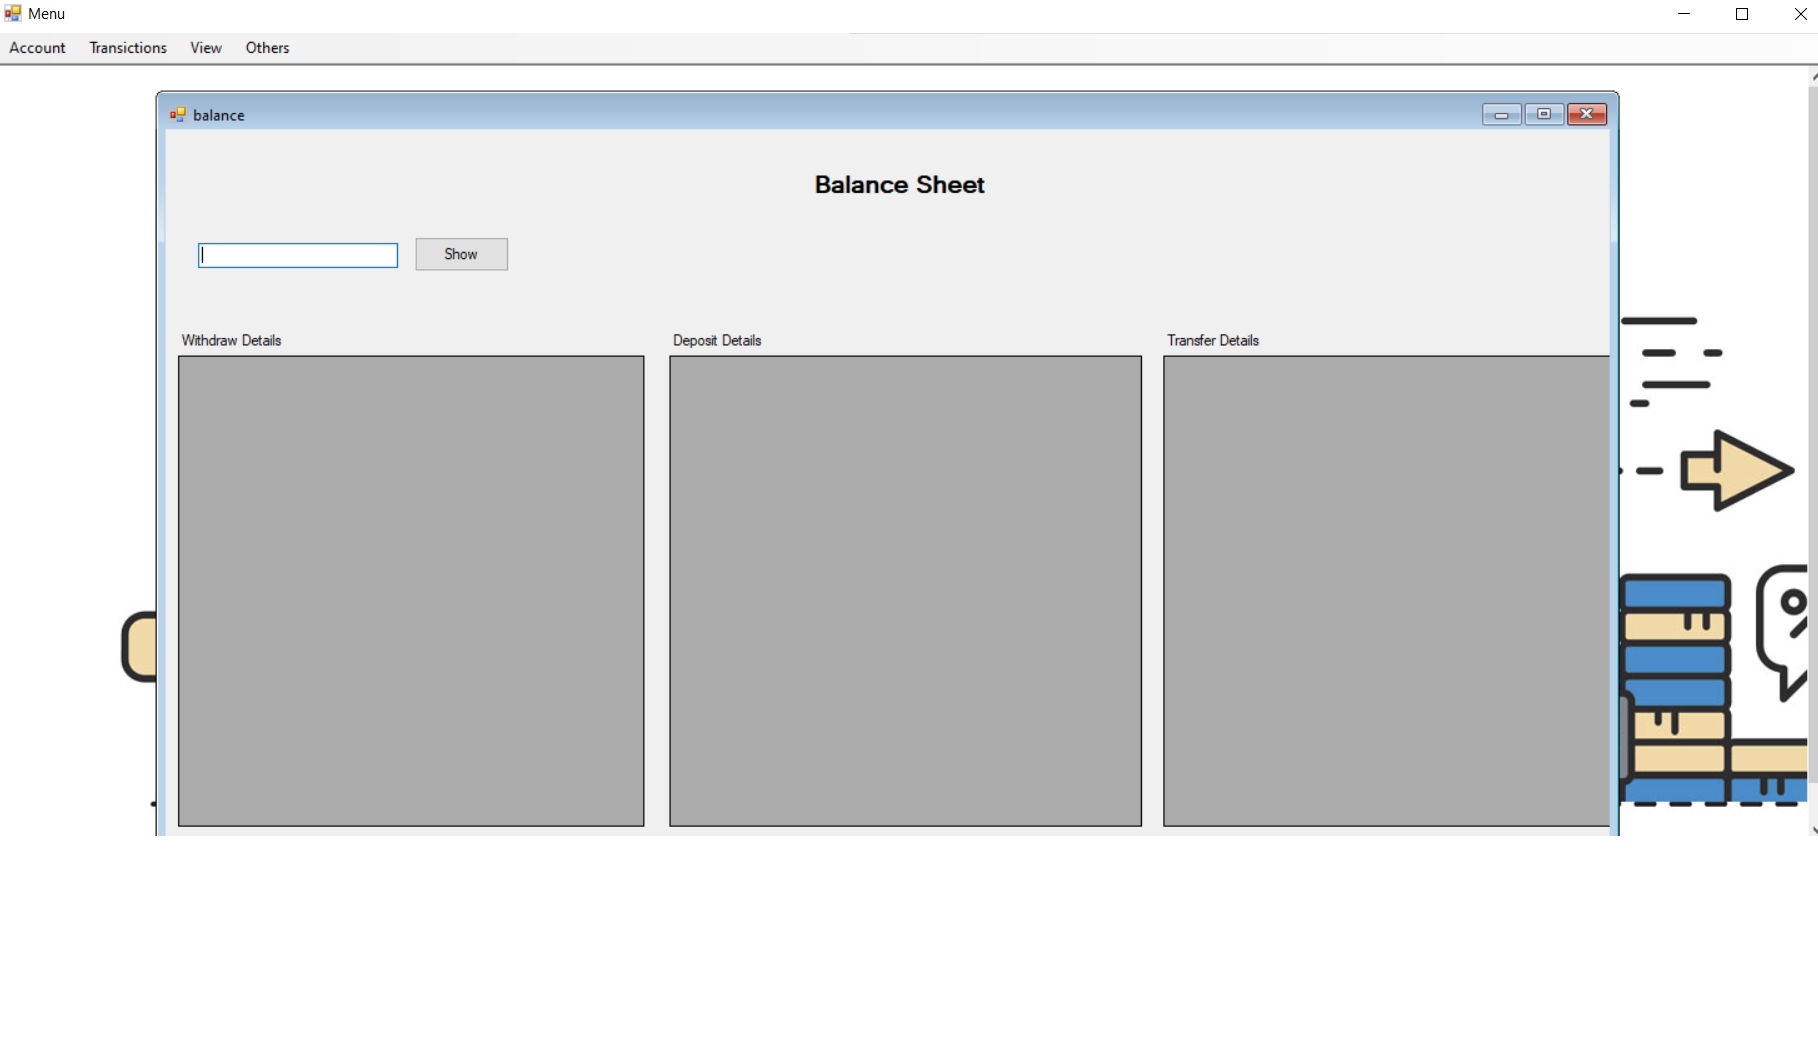 Menu
Account Transictions View Others
balance
Balance Sheet
Show
Withdraw Details Deposit Details Transfer Details